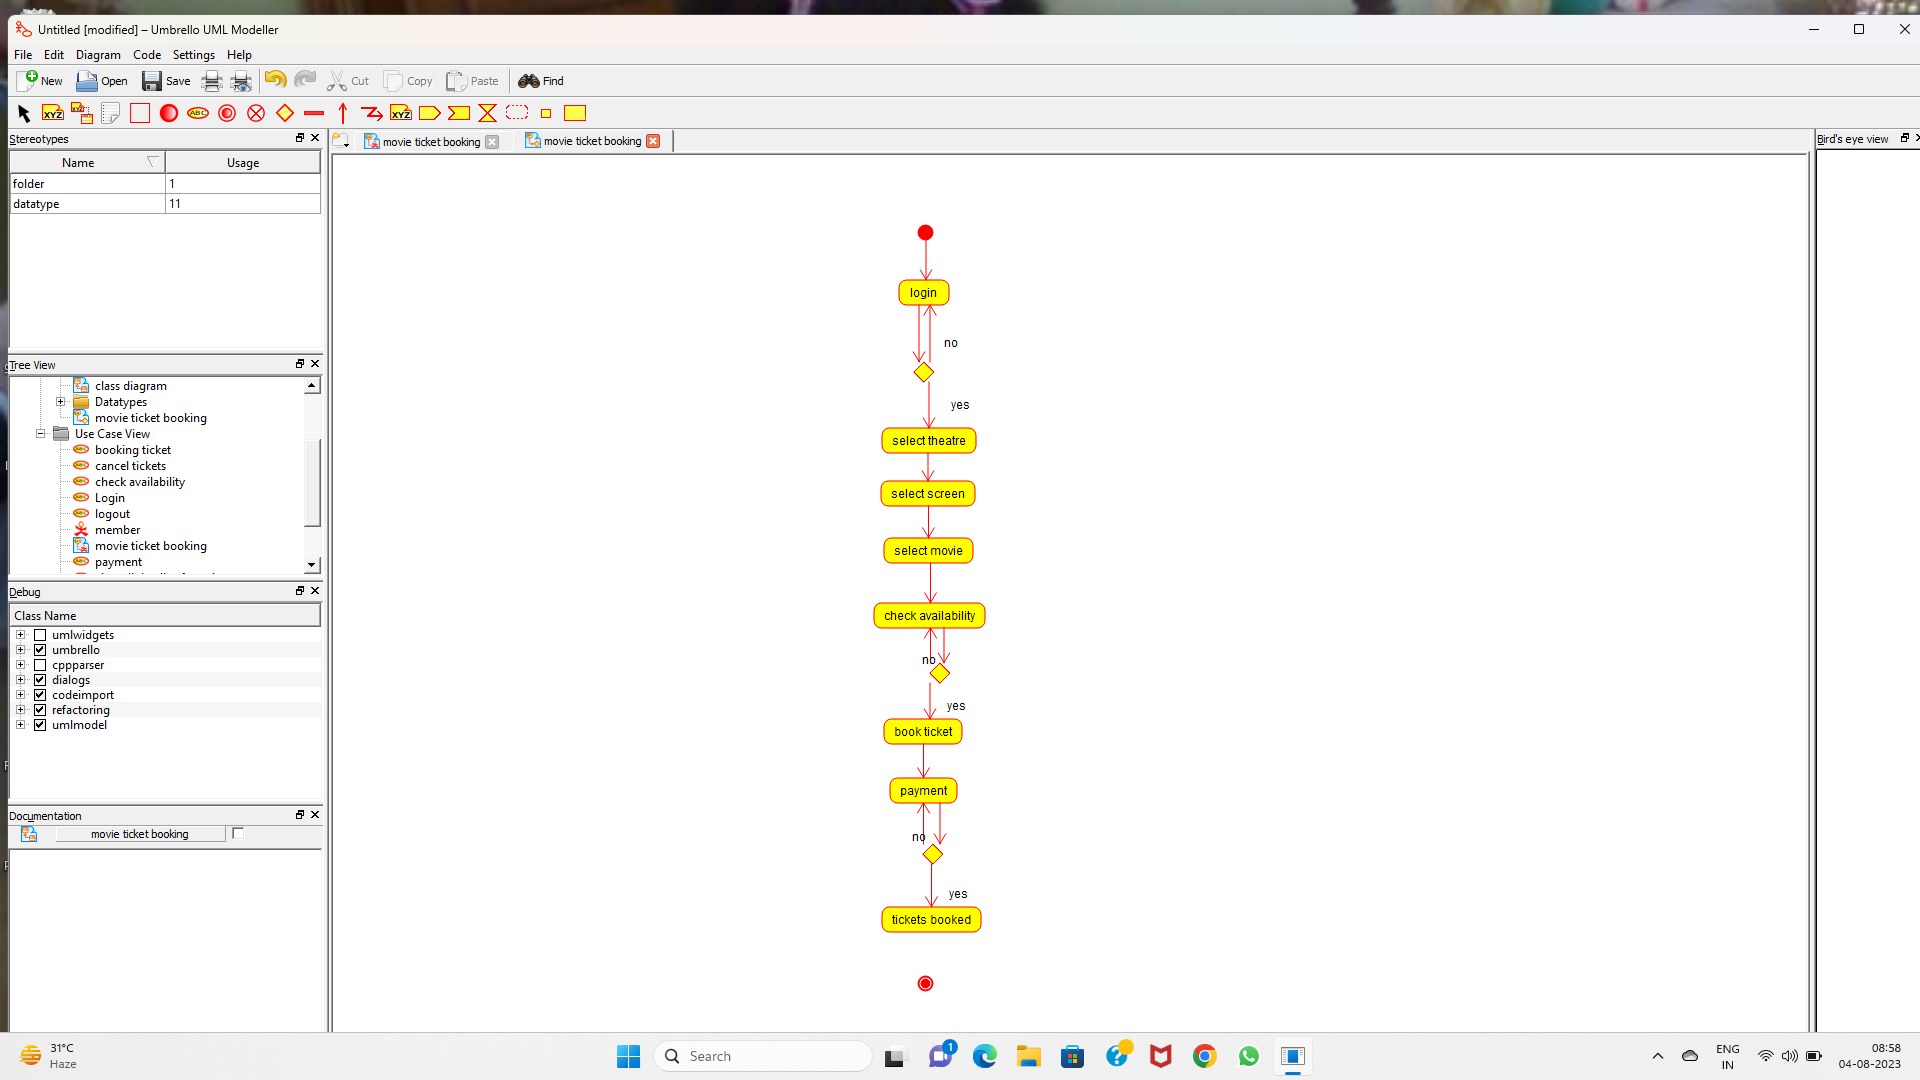 Untitled [modified] – Umbrello UML Modeller
File Edit Diagram Code Settings Help
New Open Save Cut Copy Paste Find
XYZ XYZ ABC XYZ
Stereotypes
Name Usage
folder 1
datatype 11
Tree View
class diagram
Datatypes
movie ticket booking
Use Case View
booking ticket
cancel tickets
check availability
Login
logout
member
movie ticket booking
payment
Debug
Class Name
umlwidgets
umbrello
cppparser
dialogs
codeimport
refactoring
umlmodel
Documentation
movie ticket booking
movie ticket booking movie ticket booking
login
no
yes
select theatre
select screen
select movie
check availability
no
yes
book ticket
payment
no
yes
tickets booked
Bird's eye view
31°C
Haze
Search
1
ENG
IN
08:58
04-08-2023